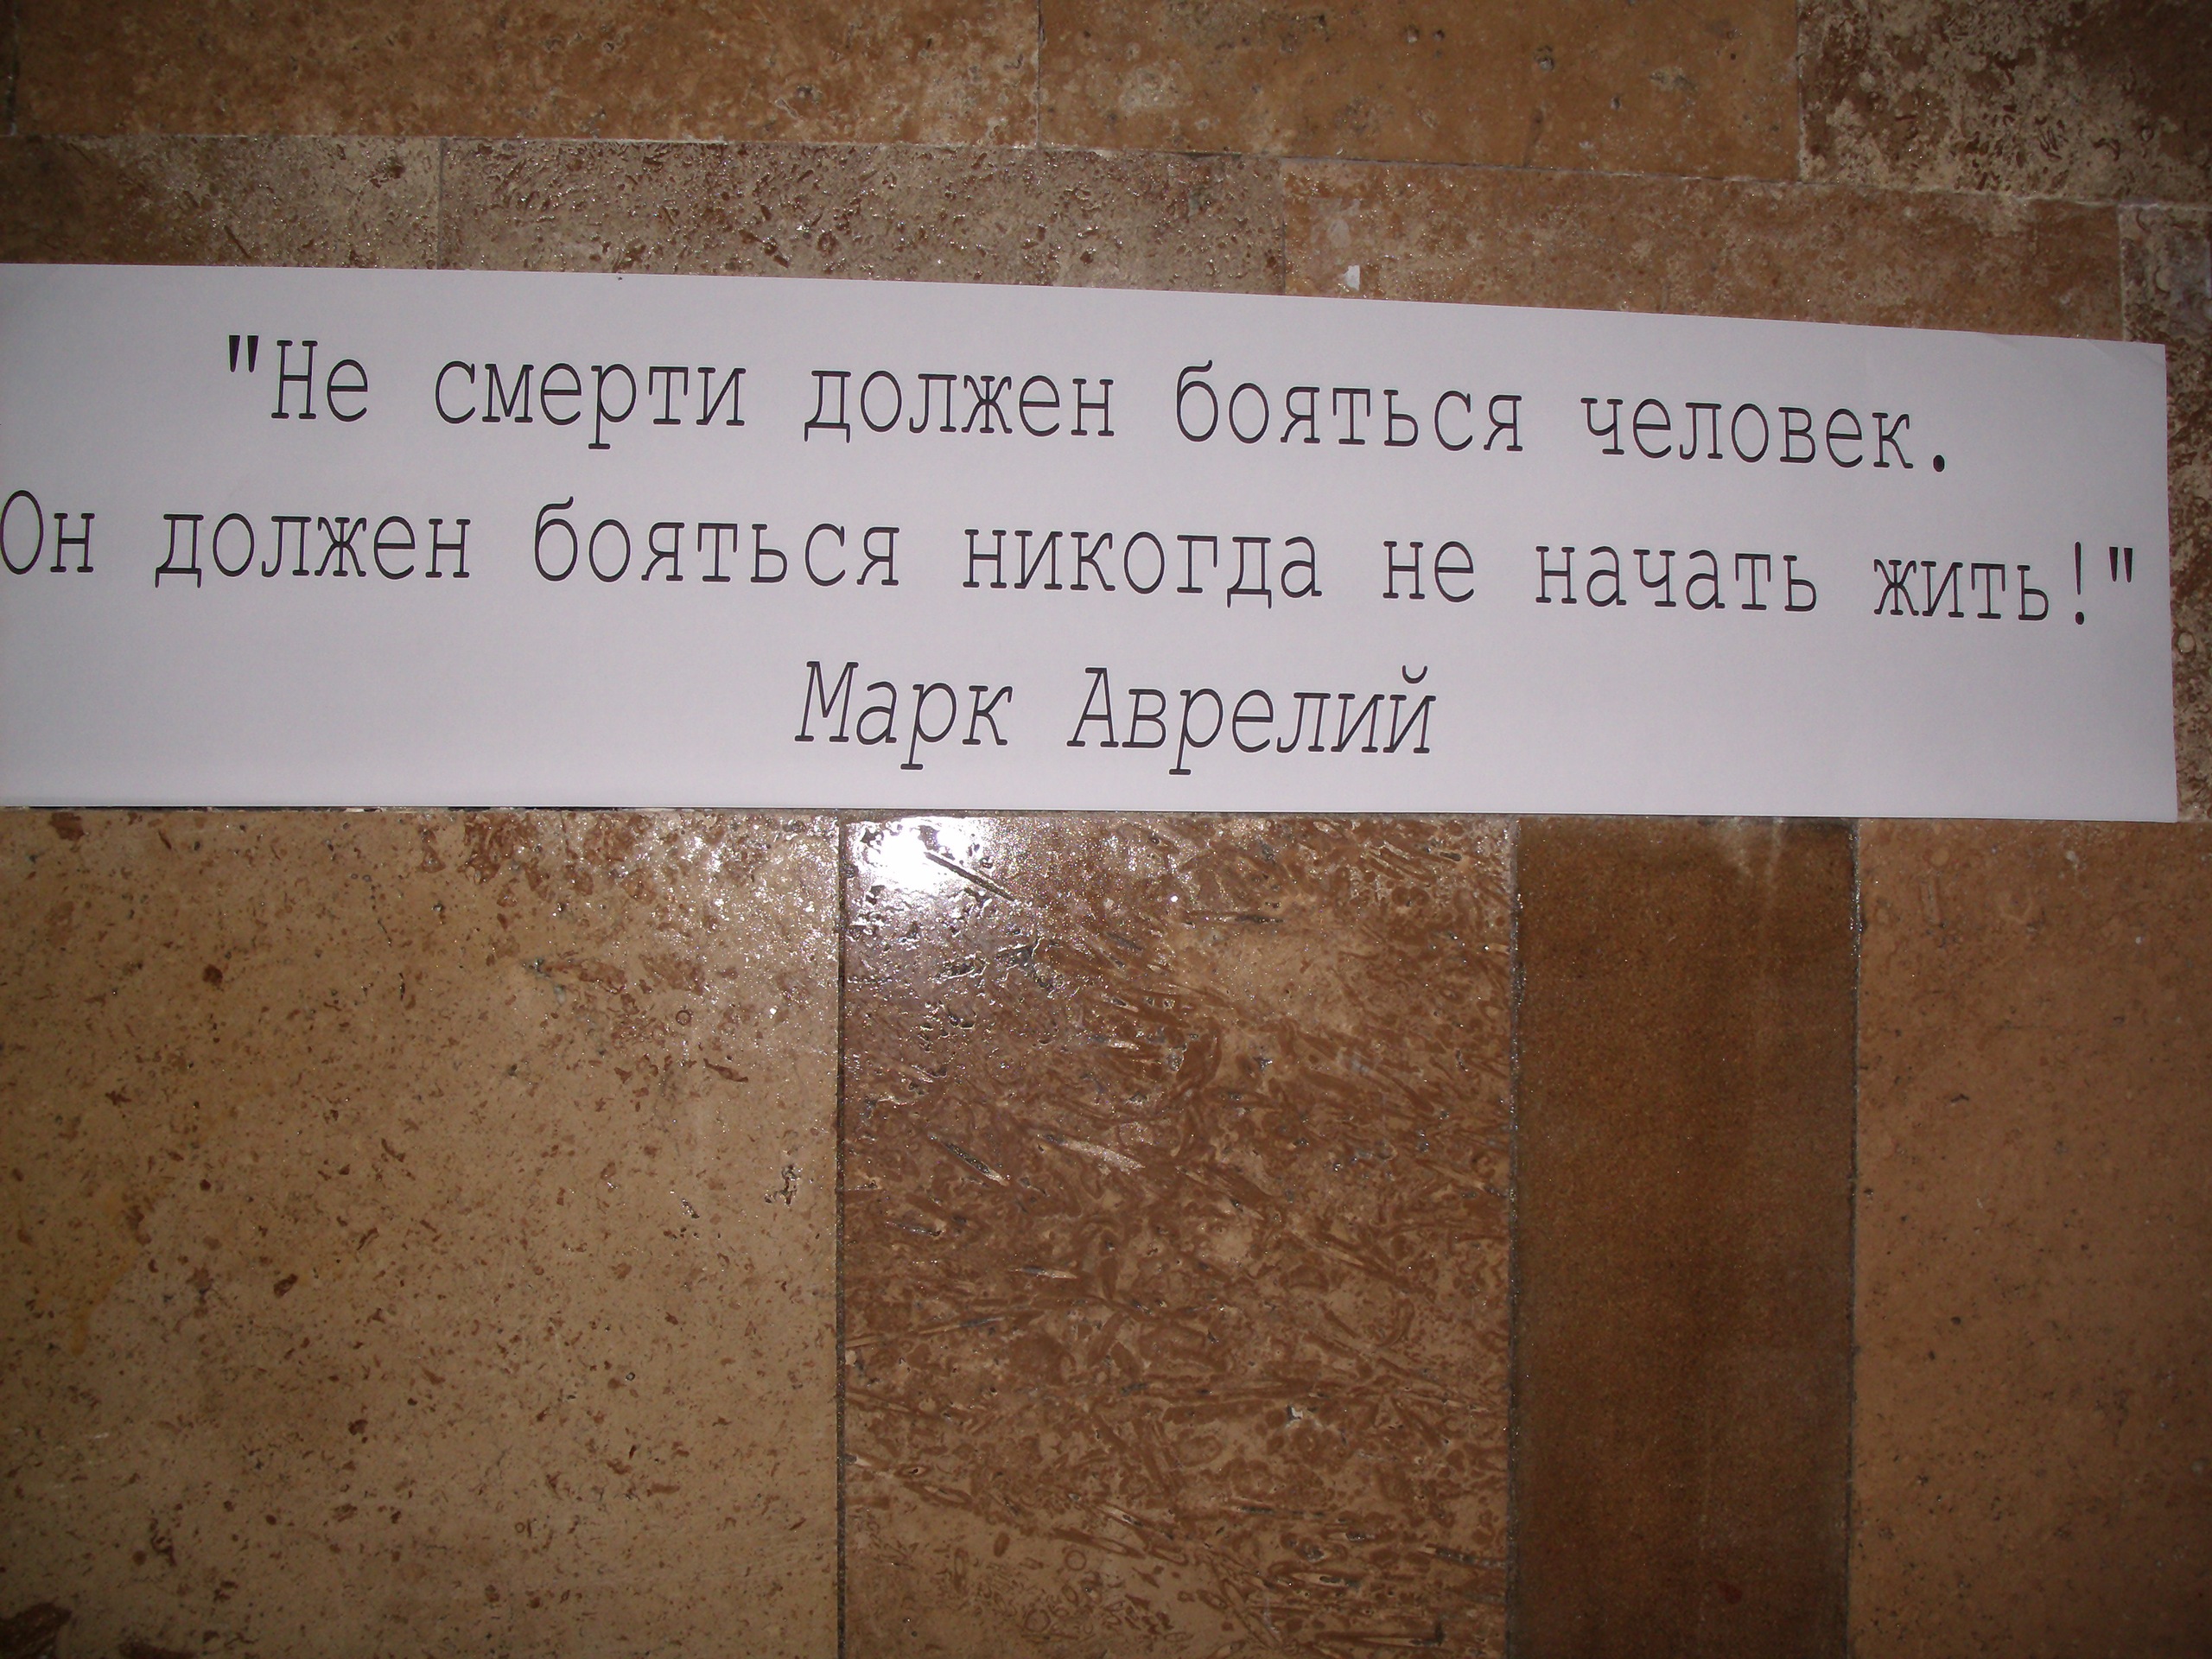 "Не смерти должен бояться человек.
Он должен бояться никогда не начать жить!"
Марк Аврелий